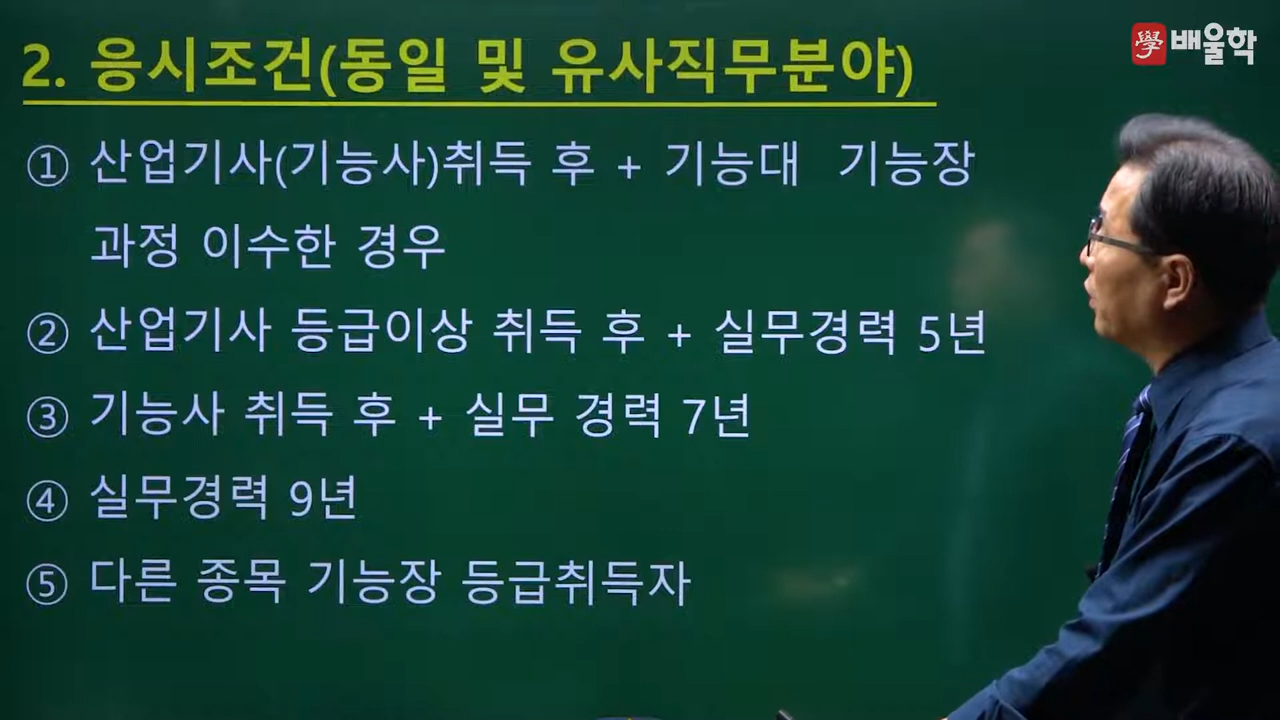 學 배울학
2. 응시조건(동일 및 유사직무분야)
① 산업기사(기능사)취득 후 + 기능대 기능장
과정 이수한 경우
② 산업기사 등급이상 취득 후 + 실무경력 5년
③ 기능사 취득 후 + 실무 경력 7년
④ 실무경력 9년
⑤ 다른 종목 기능장 등급취득자